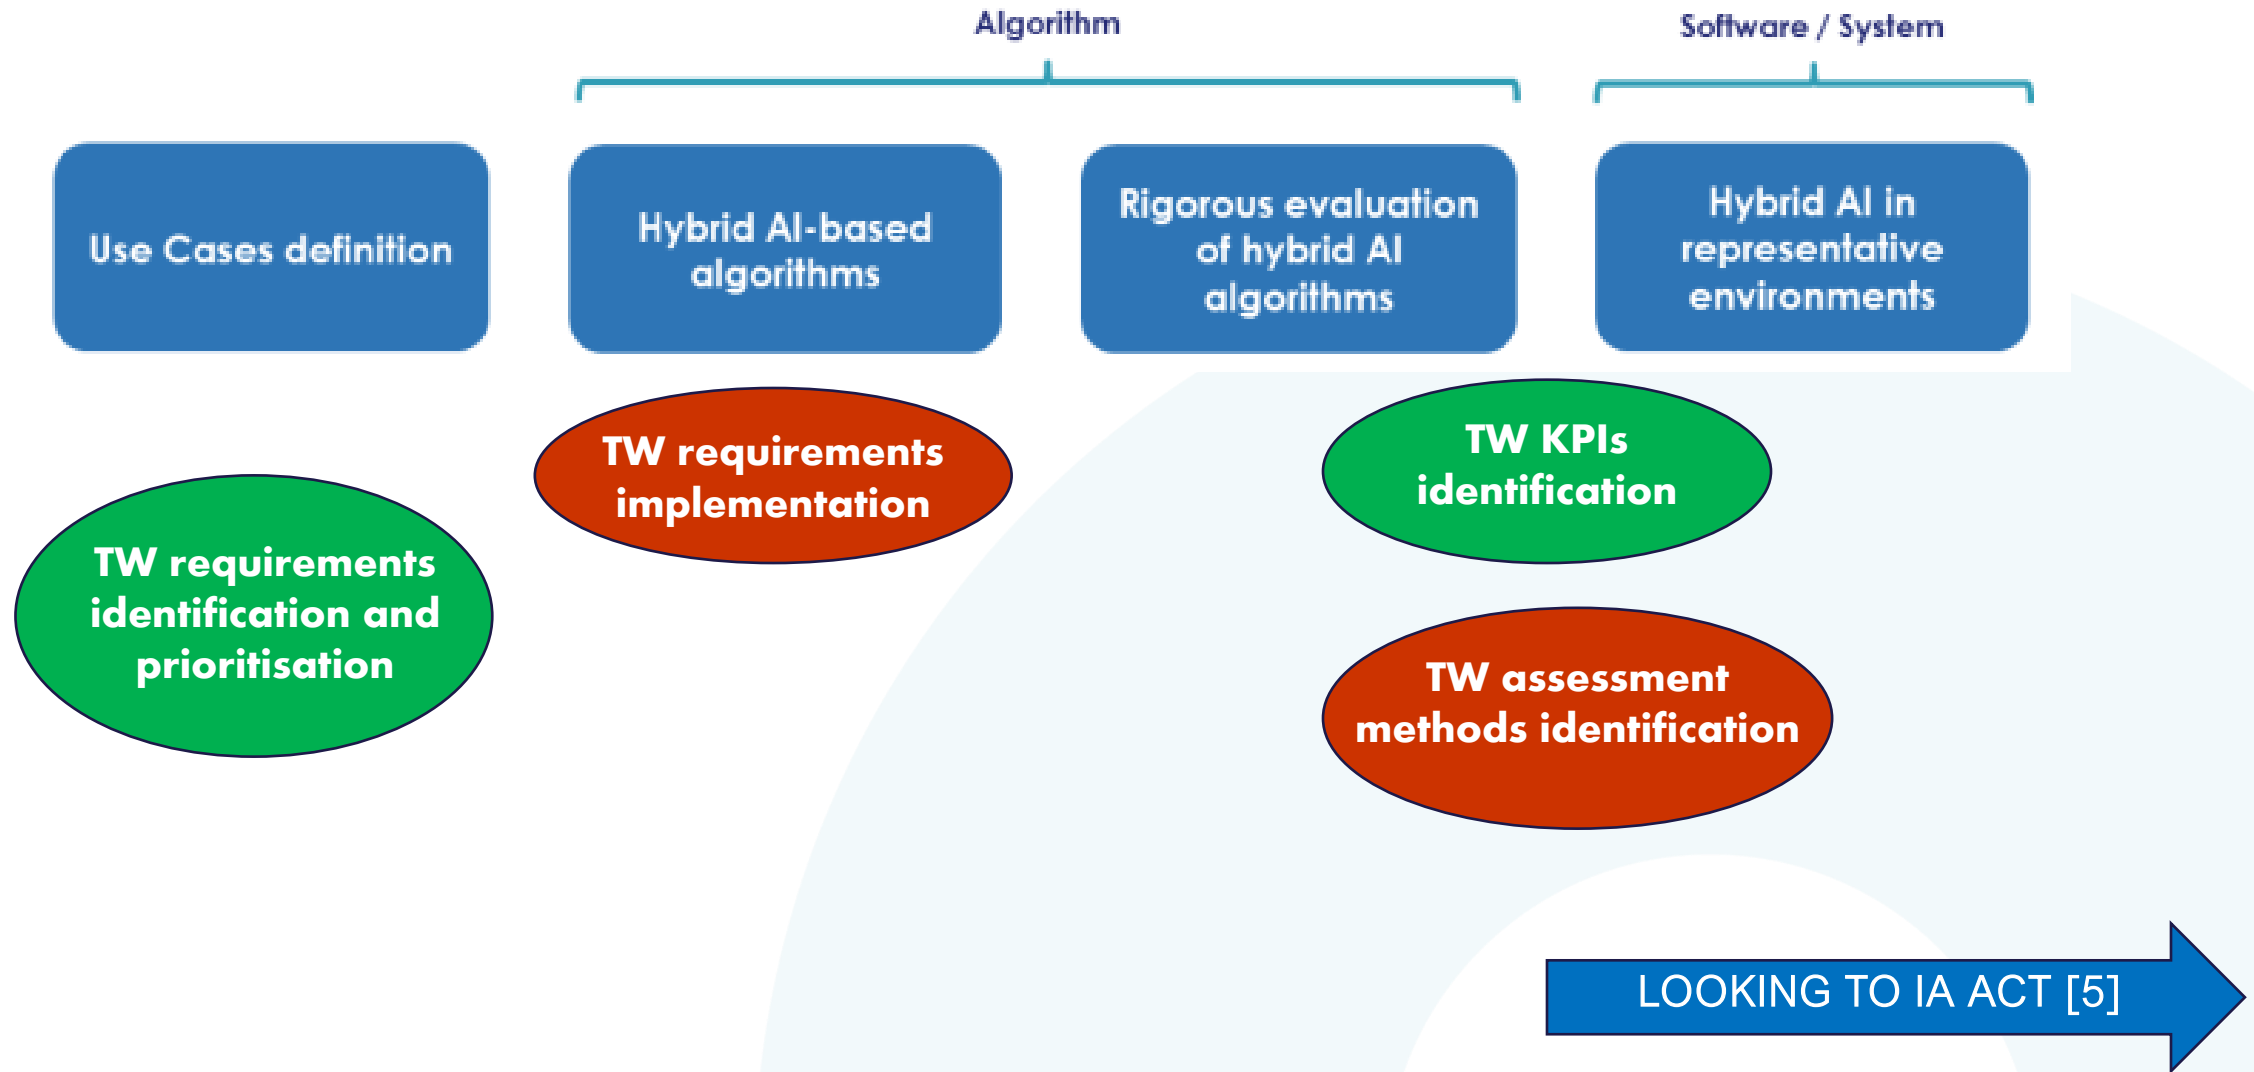 Algorithm
Software / System
Use Cases definition
Hybrid AI-based
algorithms
Rigorous evaluation
of hybrid AI
algorithms
Hybrid AI in
representative
environments
TW requirements
implementation
TW KPIs
identification
TW requirements
identification and
prioritisation
TW assessment
methods identification
LOOKING TO IA ACT [5]